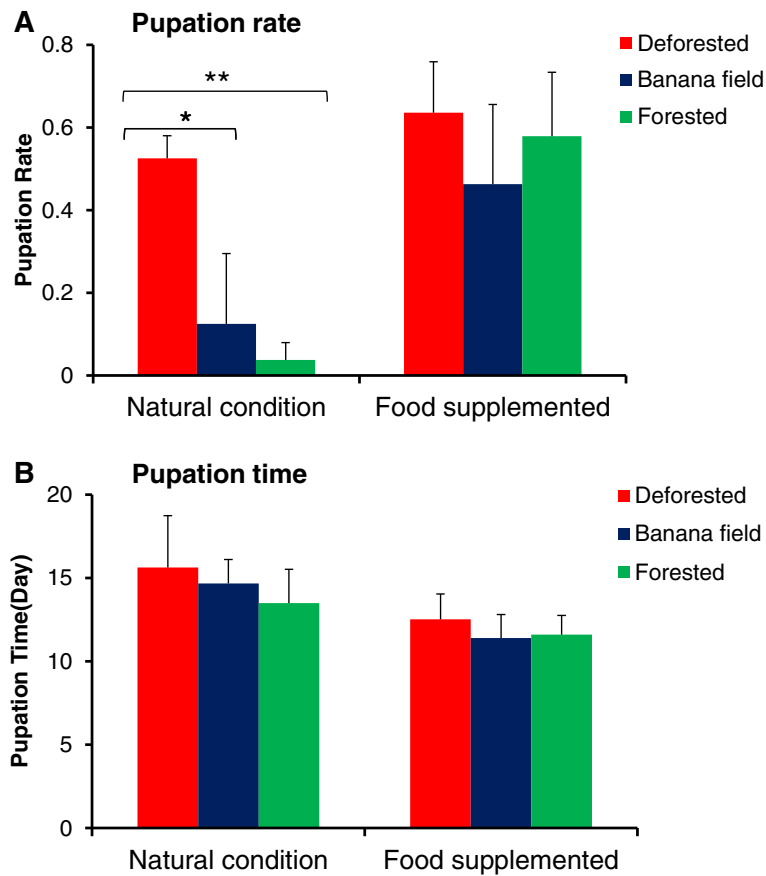 A Pupation rate
0.8
0.6
0.4
0.2
0
Pupation Rate
**
*
Deforested
Banana field
Forested
Natural condition
Food supplemented
B Pupation time
20
15
10
5
0
Pupation Time(Day)
Deforested
Banana field
Forested
Natural condition
Food supplemented